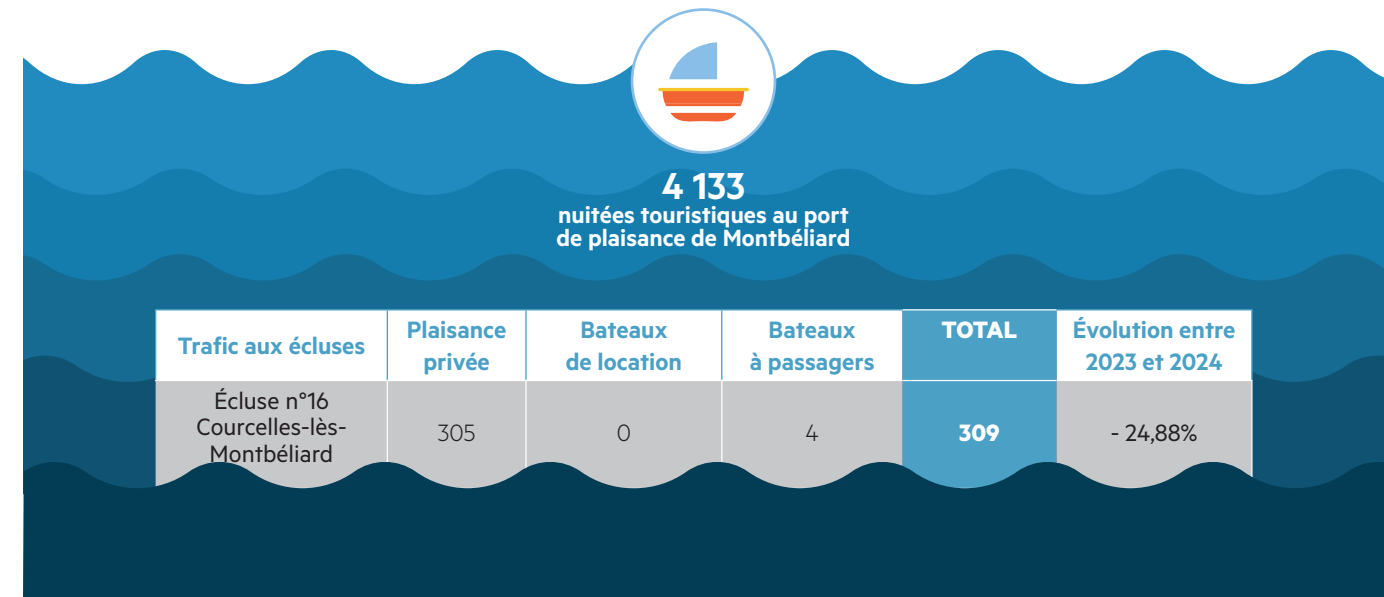 4 133
nuitées touristiques au port
de plaisance de Montbéliard
Trafic aux écluses
Plaisance
privée
Bateaux
de location
Bateaux
à passagers
TOTAL
Évolution entre
2023 et 2024
Écluse n°16
Courcelles-lès-
Montbéliard
305
0
4
309
- 24,88%